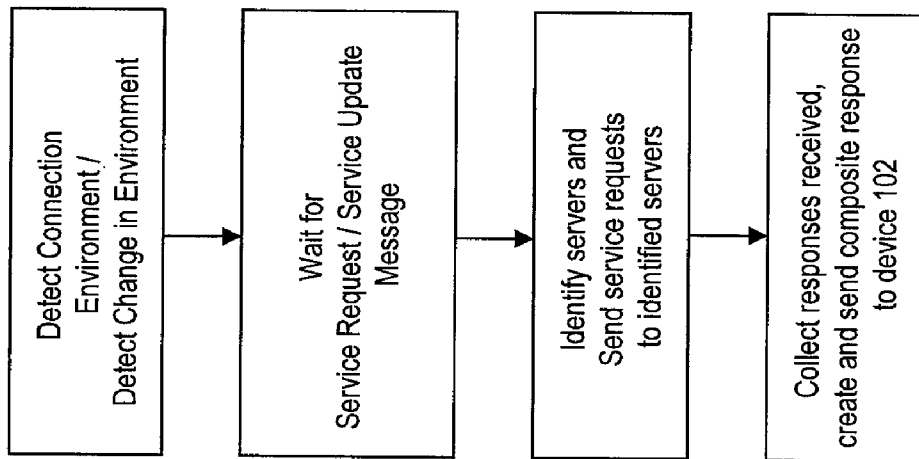 Detect Connection
Environment /
Detect Change in Environment
Wait for
Service Request / Service Update
Message
Identify servers and
Send service requests
to identified servers
Collect responses received,
create and send composite response
to device 102